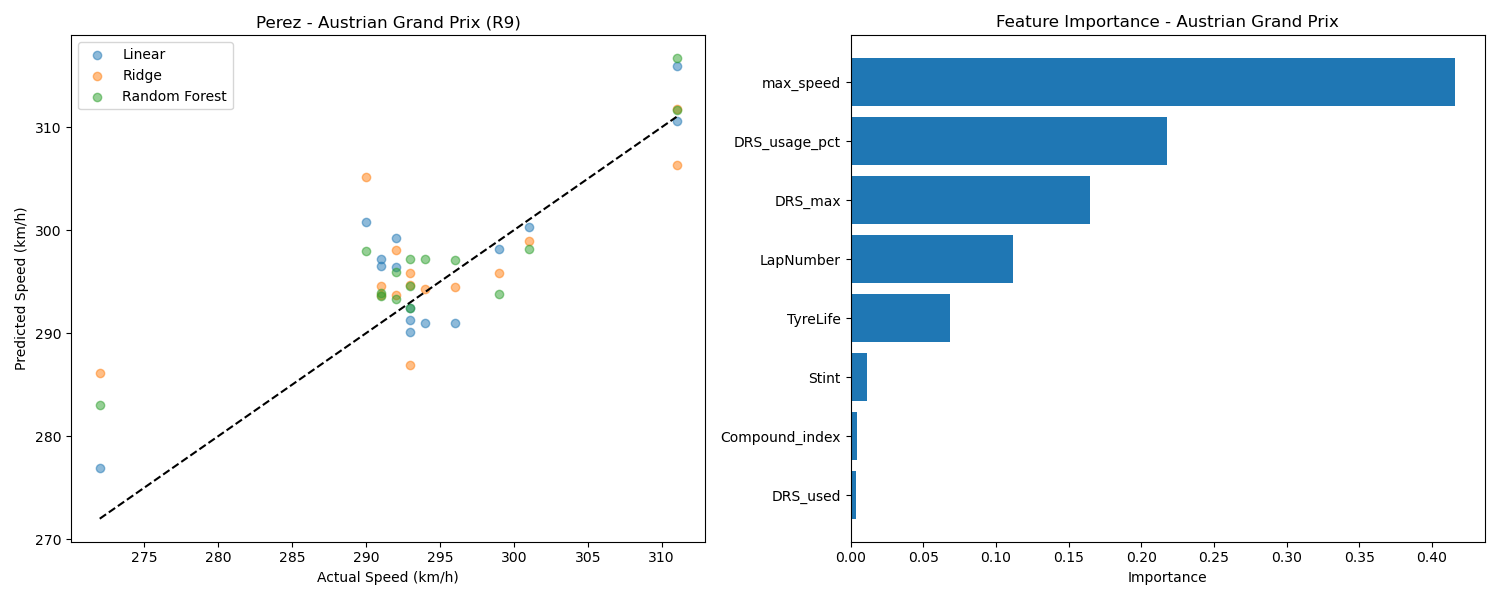 Perez - Austrian Grand Prix (R9)
Linear
Ridge
Random Forest
Predicted Speed (km/h)
310
300
290
280
270
275
280
285
290
295
300
305
310
Actual Speed (km/h)
Feature Importance - Austrian Grand Prix
max_speed
DRS_usage_pct
DRS_max
LapNumber
TyreLife
Stint
Compound_index
DRS_used
0.00
0.05
0.10
0.15
0.20
0.25
0.30
0.35
0.40
Importance